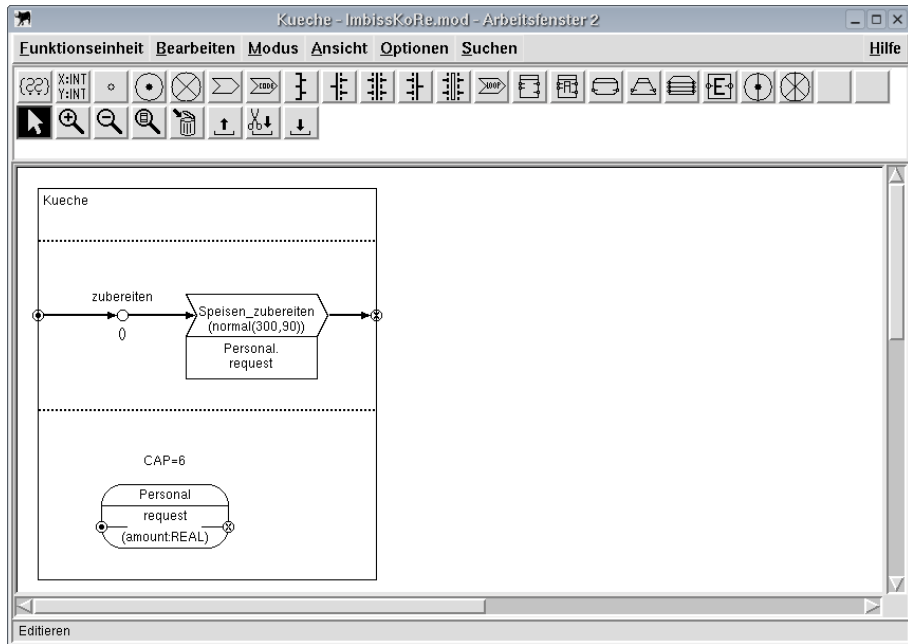 Kueche - ImbissKoRe.mod - Arbeitsfenster 2
Funktionseinheit Bearbeiten Modus Ansicht Optionen Suchen Hilfe
X:INT
Y:INT
CODE
E
Kueche
zubereiten
()
Speisen_zubereiten
(normal(300,90))
Personal.
request
CAP=6
Personal
request
(amount:REAL)
Editieren